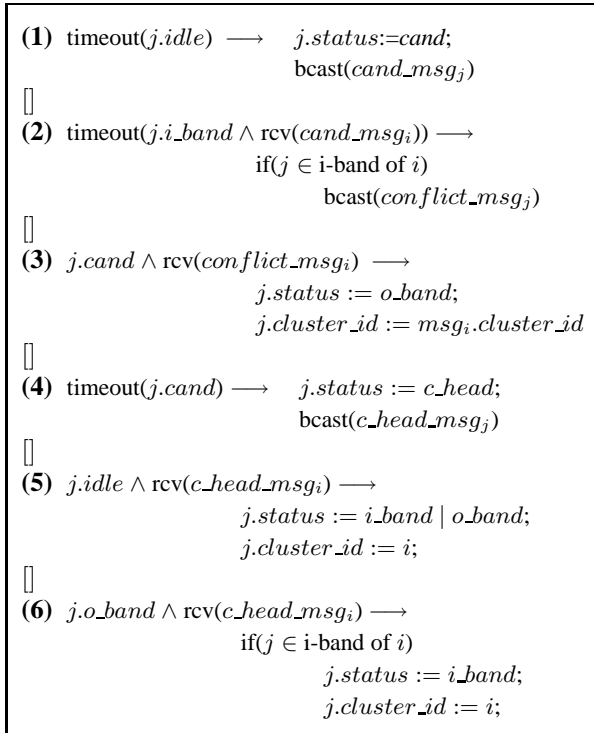 (1) timeout(j.idle) ⟶ j.status:=cand;
bcast(cand_msg_j)
[]
(2) timeout(j.i_band ∧ rcv(cand_msg_i)) ⟶
if(j ∈ i-band of i)
bcast(conflict_msg_j)
[]
(3) j.cand ∧ rcv(conflict_msg_i) ⟶
j.status := o_band;
j.cluster_id := msg_i.cluster_id
[]
(4) timeout(j.cand) ⟶ j.status := c_head;
bcast(c_head_msg_j)
[]
(5) j.idle ∧ rcv(c_head_msg_i) ⟶
j.status := i_band | o_band;
j.cluster_id := i;
[]
(6) j.o_band ∧ rcv(c_head_msg_i) ⟶
if(j ∈ i-band of i)
j.status := i_band;
j.cluster_id := i;